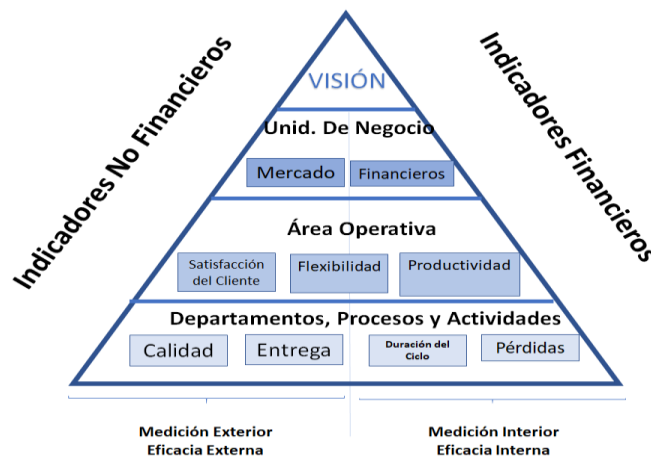 Indicadores No Financieros
Indicadores Financieros
VISIÓN
Unid. De Negocio
Mercado
Financieros
Área Operativa
Satisfacción
del Cliente
Flexibilidad
Productividad
Departamentos, Procesos y Actividades
Calidad
Entrega
Duración del
Ciclo
Pérdidas
Medición Exterior
Eficacia Externa
Medición Interior
Eficacia Interna